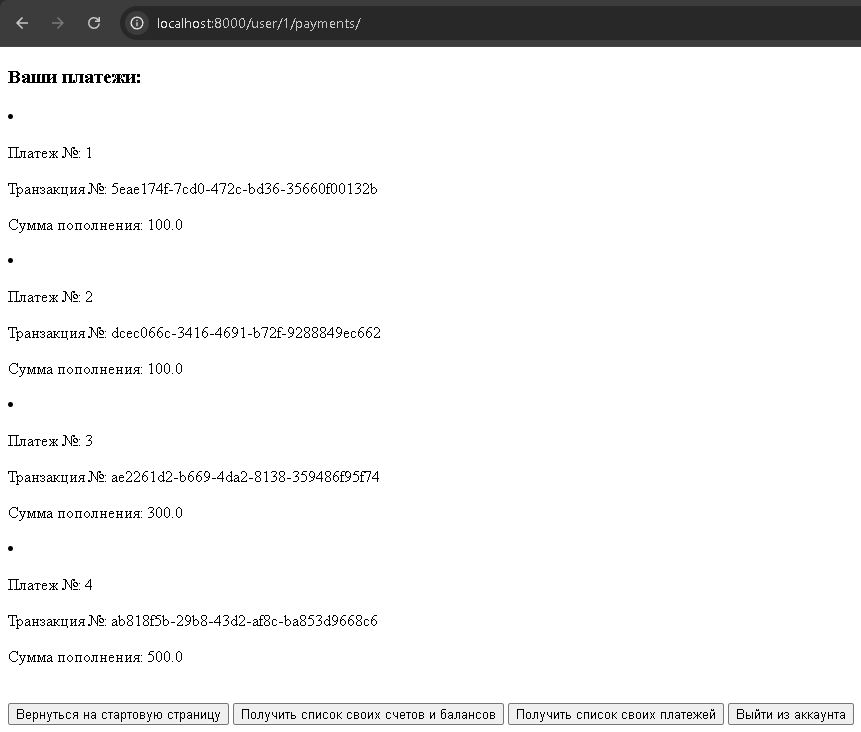 localhost:8000/user/1/payments/
Ваши платежи:
Платеж №: 1
Транзакция №: 5eae174f-7cd0-472c-bd36-35660f00132b
Сумма пополнения: 100.0
Платеж №: 2
Транзакция №: dcec066c-3416-4691-b72f-9288849ec662
Сумма пополнения: 100.0
Платеж №: 3
Транзакция №: ae2261d2-b669-4da2-8138-359486f95f74
Сумма пополнения: 300.0
Платеж №: 4
Транзакция №: ab818f5b-29b8-43d2-af8c-ba853d9668c6
Сумма пополнения: 500.0
Вернуться на стартовую страницу Получить список своих счетов и балансов Получить список своих платежей Выйти из аккаунта